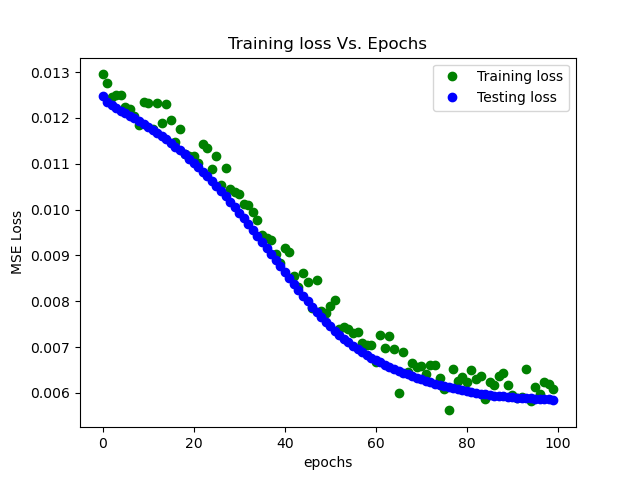 Training loss Vs. Epochs
Training loss
Testing loss
MSE Loss
0.013
0.012
0.011
0.010
0.009
0.008
0.007
0.006
0
20
40
60
80
100
epochs